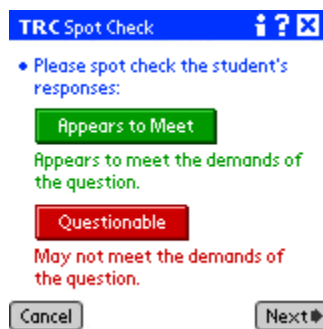 TRC Spot Check i ? X
• Please spot check the student's
responses:
Appears to Meet
Appears to meet the demands of
the question.
Questionable
May not meet the demands of
the question.
Cancel Next